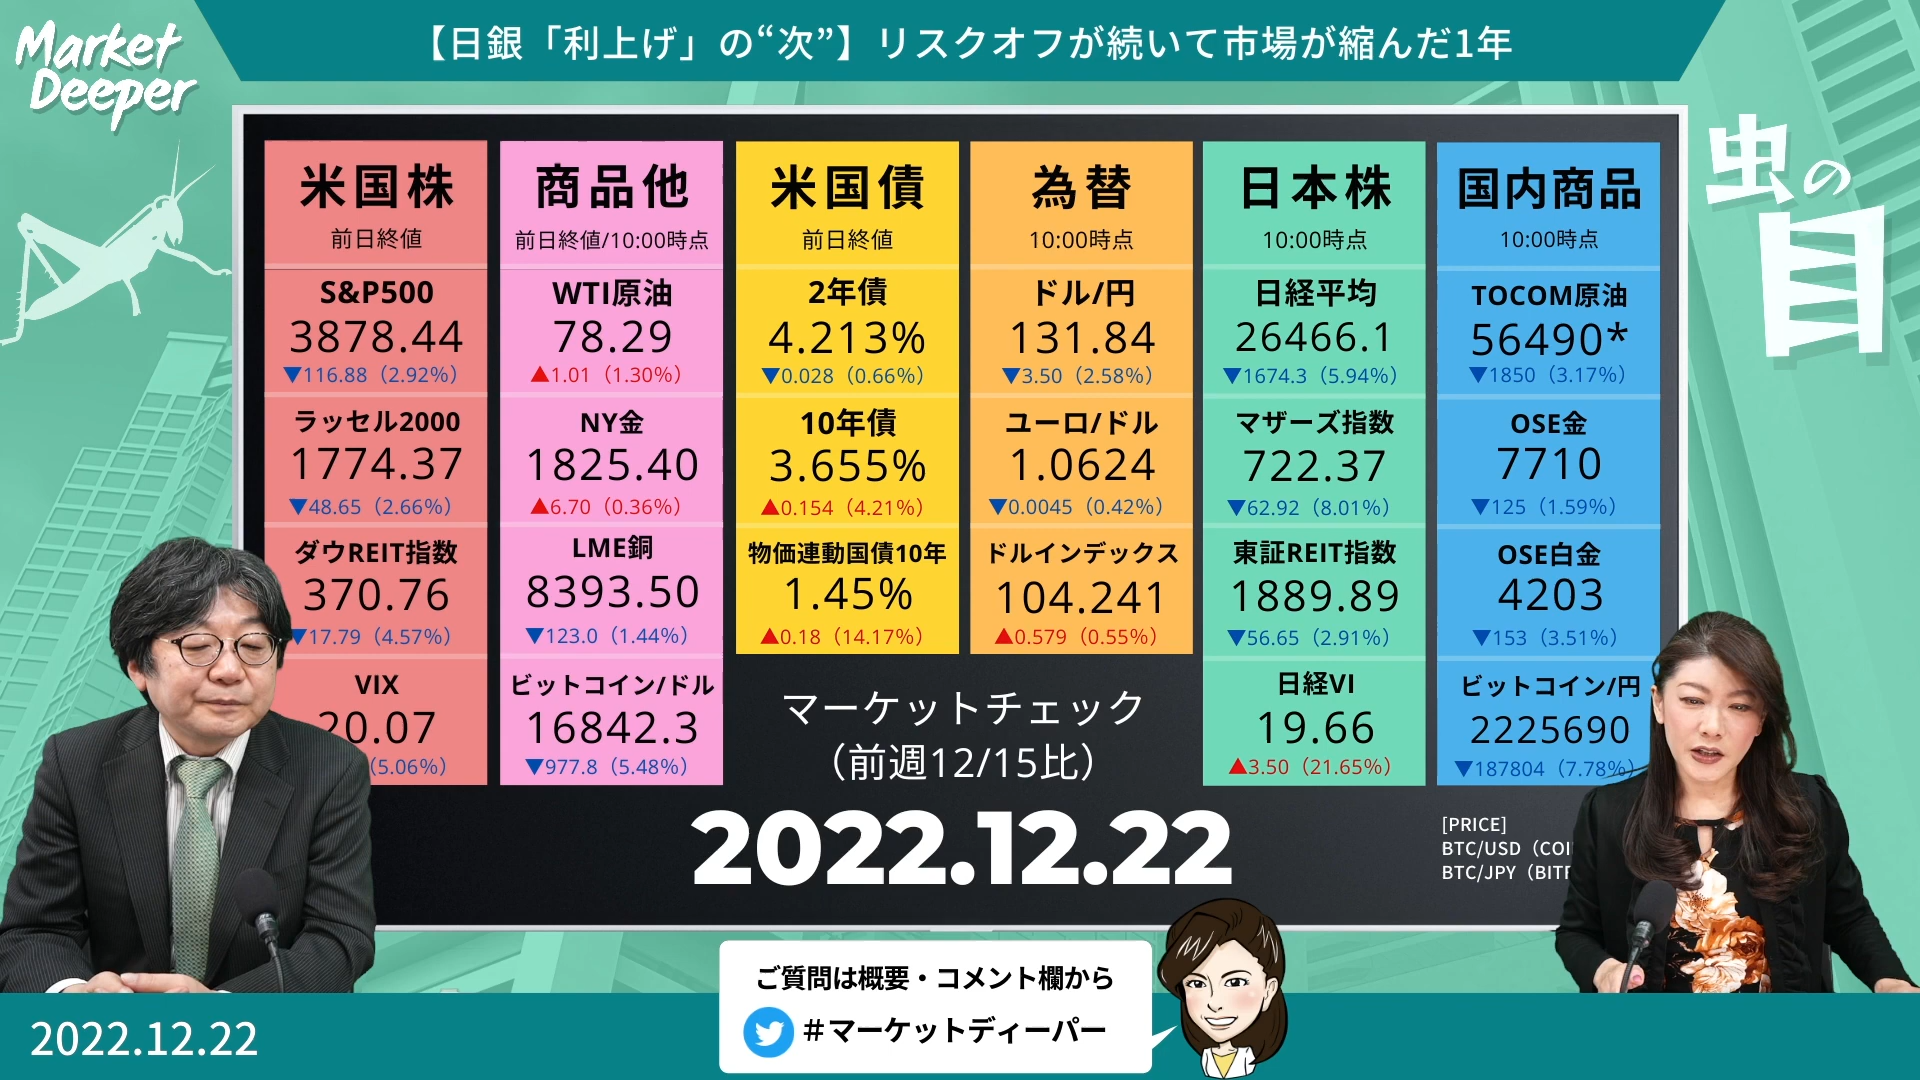 Market
Deeper
【日銀「利上げ」の“次”】リスクオフが続いて市場が縮んだ1年
虫の
目
米国株
前日終値
S&P500
3878.44
▼116.88（2.92%）
ラッセル2000
1774.37
▼48.65（2.66%）
ダウREIT指数
370.76
▼17.79（4.57%）
VIX
20.07
（5.06%）
商品他
前日終値/10:00時点
WTI原油
78.29
▲1.01（1.30%）
NY金
1825.40
▲6.70（0.36%）
LME銅
8393.50
▼123.0（1.44%）
ビットコイン/ドル
16842.3
▼977.8（5.48%）
米国債
前日終値
2年債
4.213%
▼0.028（0.66%）
10年債
3.655%
▲0.154（4.21%）
物価連動国債10年
1.45%
▲0.18（14.17%）
為替
10:00時点
ドル/円
131.84
▼3.50（2.58%）
ユーロ/ドル
1.0624
▼0.0045（0.42%）
ドルインデックス
104.241
▲0.579（0.55%）
日本株
10:00時点
日経平均
26466.1
▼1674.3（5.94%）
マザーズ指数
722.37
▼62.92（8.01%）
東証REIT指数
1889.89
▼56.65（2.91%）
日経VI
19.66
▲3.50（21.65%）
国内商品
10:00時点
TOCOM原油
56490*
▼1850（3.17%）
OSE金
7710
▼125（1.59%）
OSE白金
4203
▼153（3.51%）
ビットコイン/円
2225690
▼187804（7.78%）
マーケットチェック
（前週12/15比）
2022.12.22
[PRICE]
BTC/USD（COI
BTC/JPY（BITF
ご質問は概要・コメント欄から
＃マーケットディーパー
2022.12.22